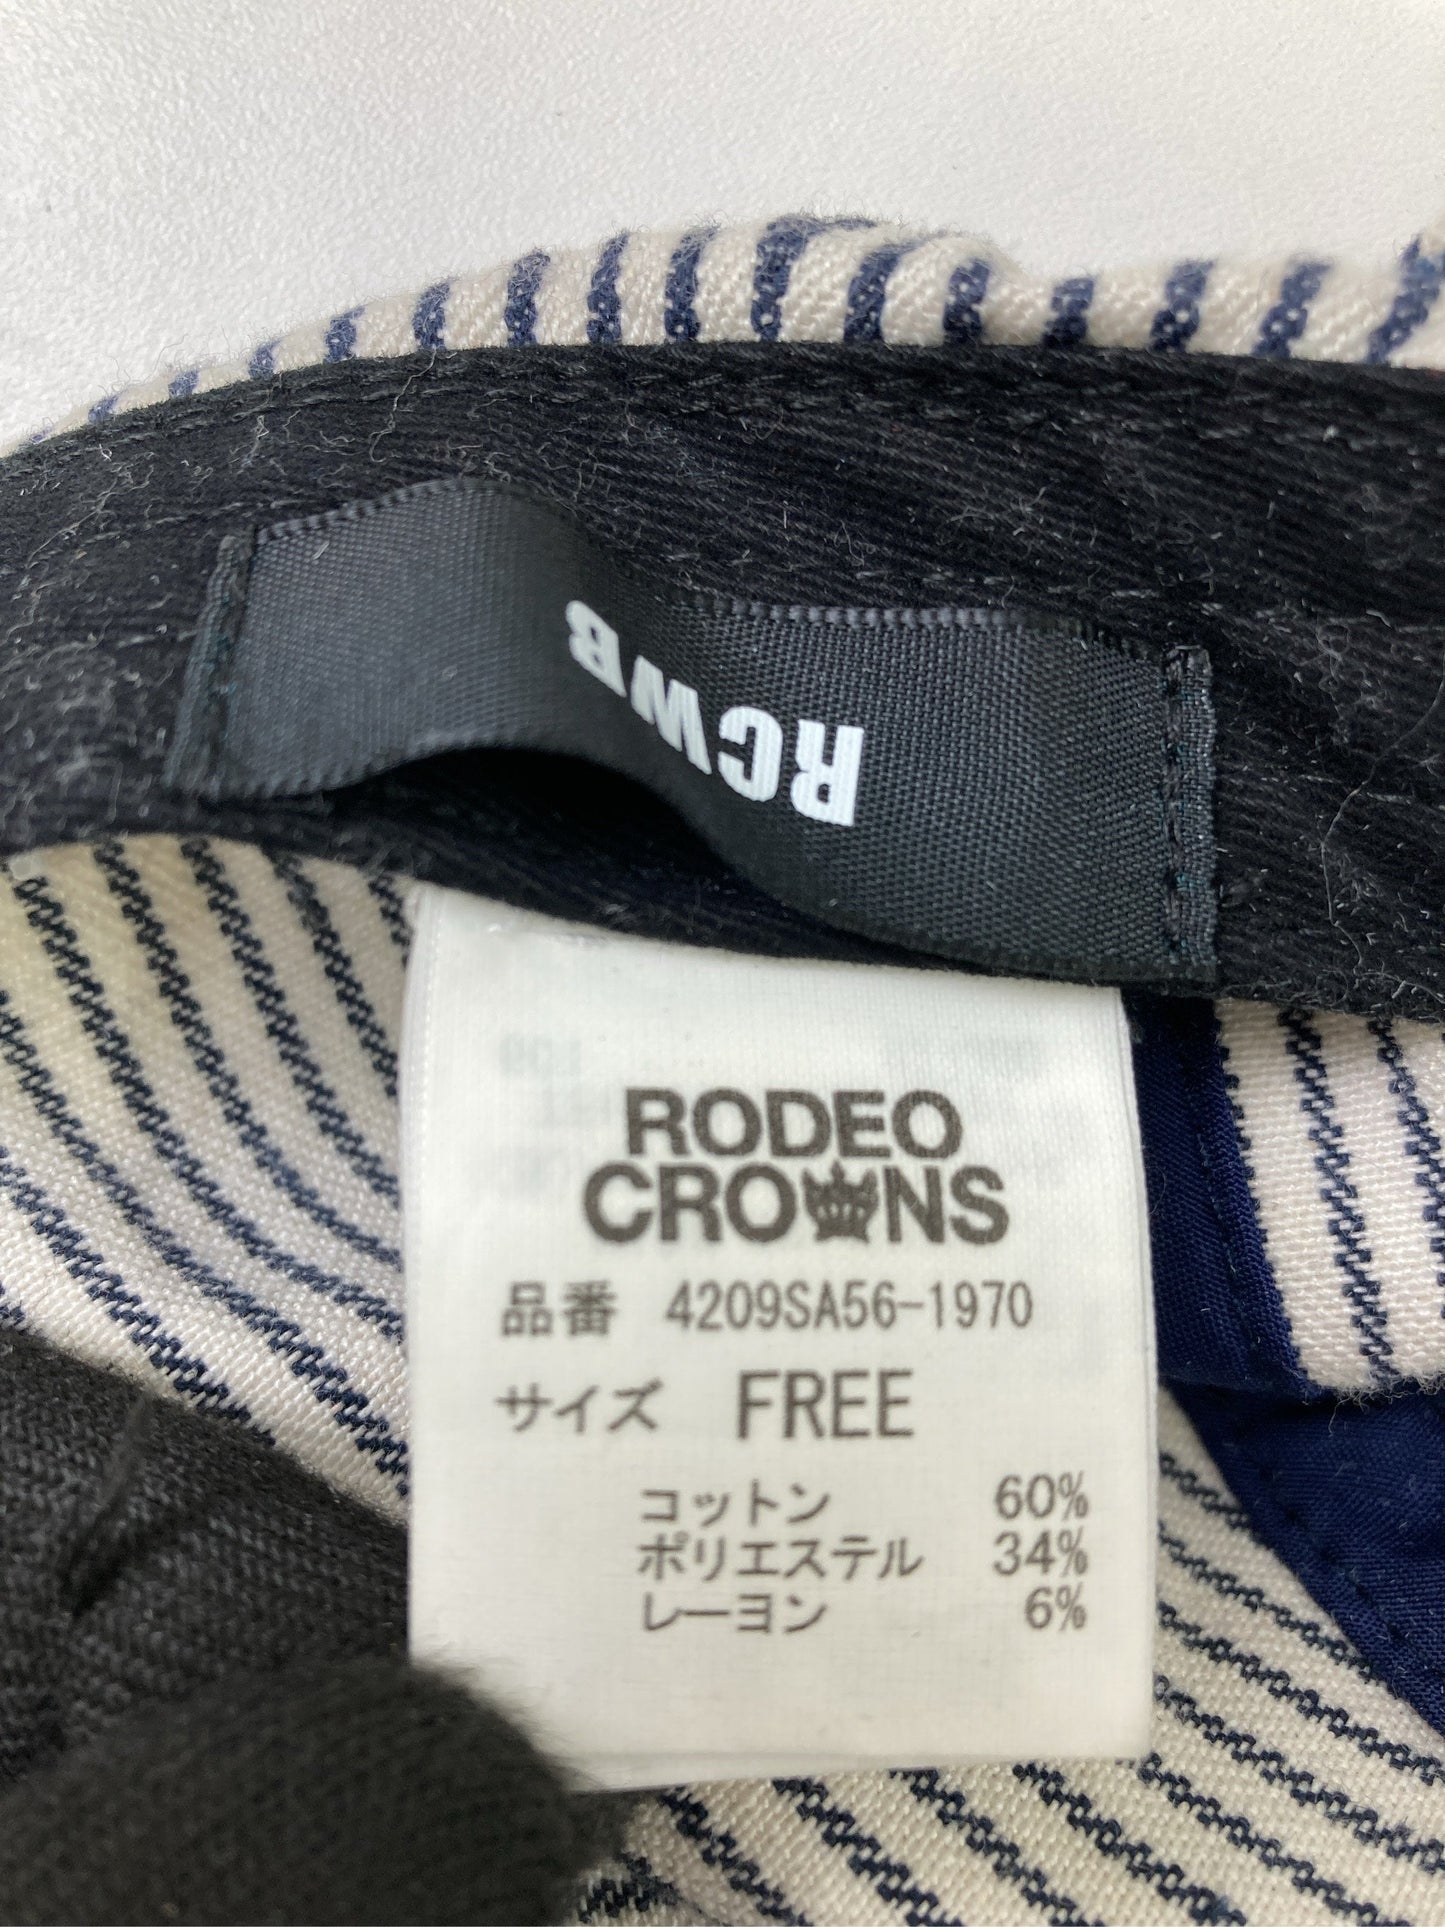 RCWB
RODEO
CROWNS
品番 4209SA56-1970
サイズ FREE
コットン 60%
ポリエステル 34%
レーヨン 6%